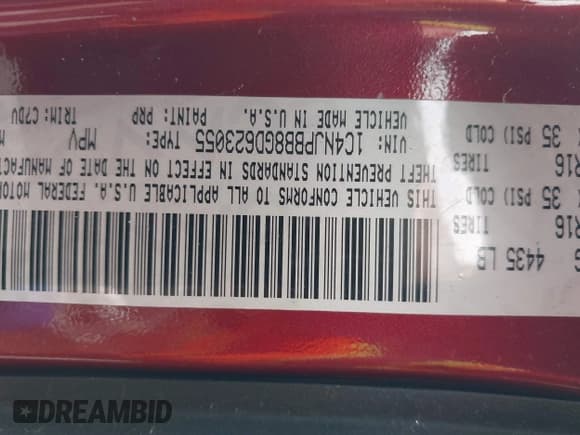 4435 LB
R16 TIRES
35 PSI) COLD
R16 TIRES
35 PSI) COLD
THIS VEHICLE CONFORMS TO ALL APPLICABLE U.S.A. FEDERAL MOTOR
THEFT PREVENTION STANDARDS IN EFFECT ON THE DATE OF MANUFACT
VIN: 1C4NJPBB8GD623055 TYPE: MPV
VEHICLE MADE IN U.S.A. PAINT: PRP TRIM: C7DV
DREAMBID